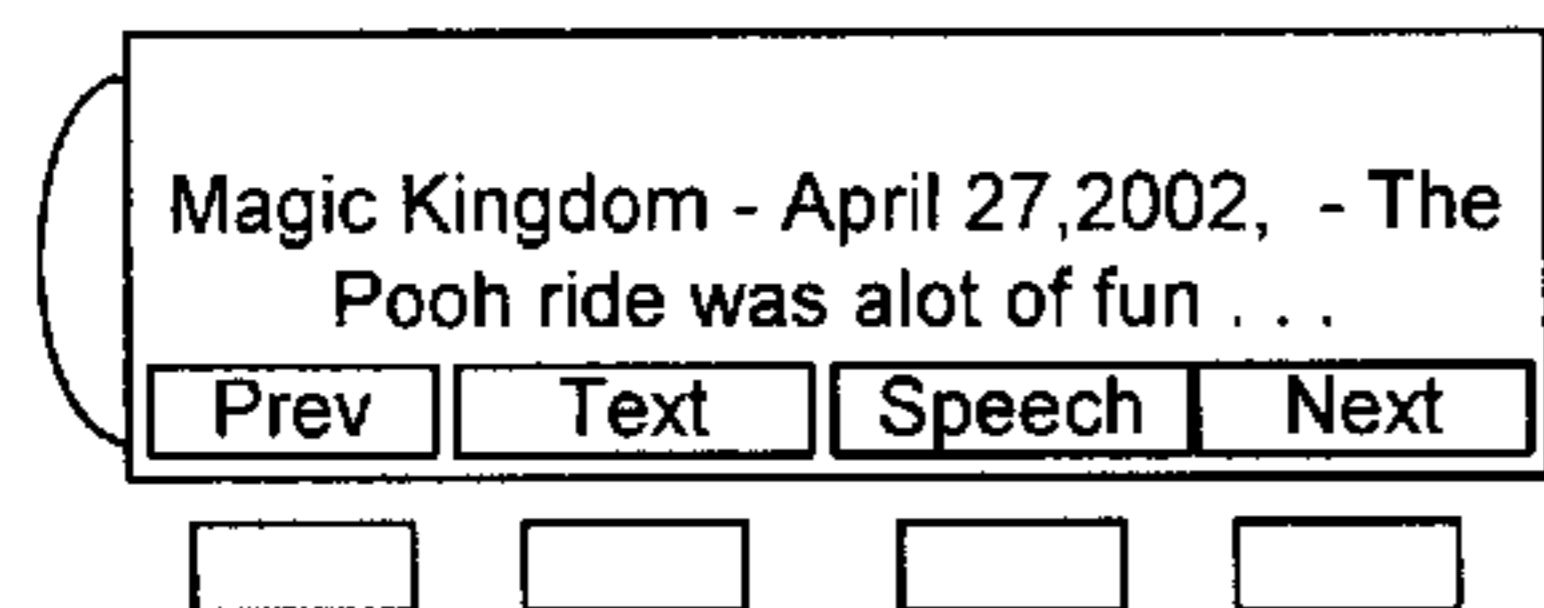 Magic Kingdom - April 27,2002, - The
Pooh ride was alot of fun . . .
Prev Text Speech Next